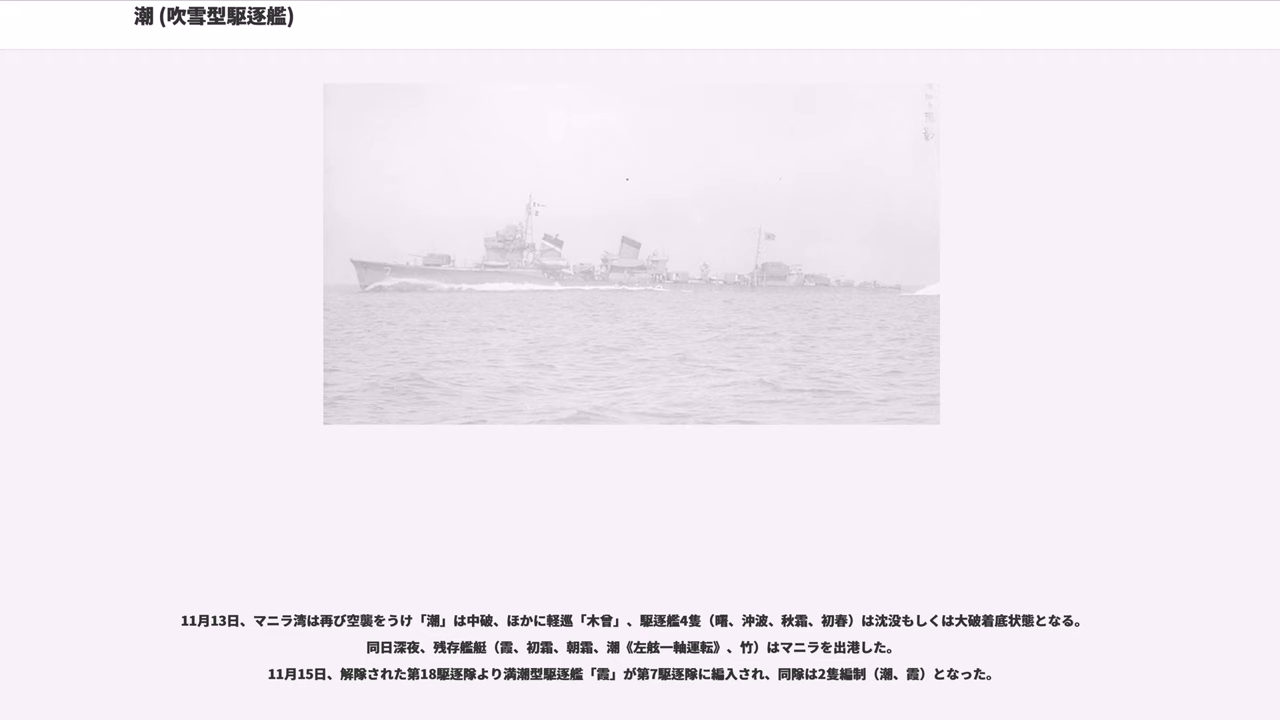 潮 (吹雪型駆逐艦)
11月13日、マニラ湾は再び空襲をうけ「潮」は中破、ほかに軽巡「木曾」、駆逐艦4隻（曙、沖波、秋霜、初春）は沈没もしくは大破着底状態となる。
同日深夜、残存艦艇（霞、初霜、朝霜、潮《左舷一軸運転》、竹）はマニラを出港した。
11月15日、解除された第18駆逐隊より満潮型駆逐艦「霞」が第7駆逐隊に編入され、同隊は2隻編制（潮、霞）となった。